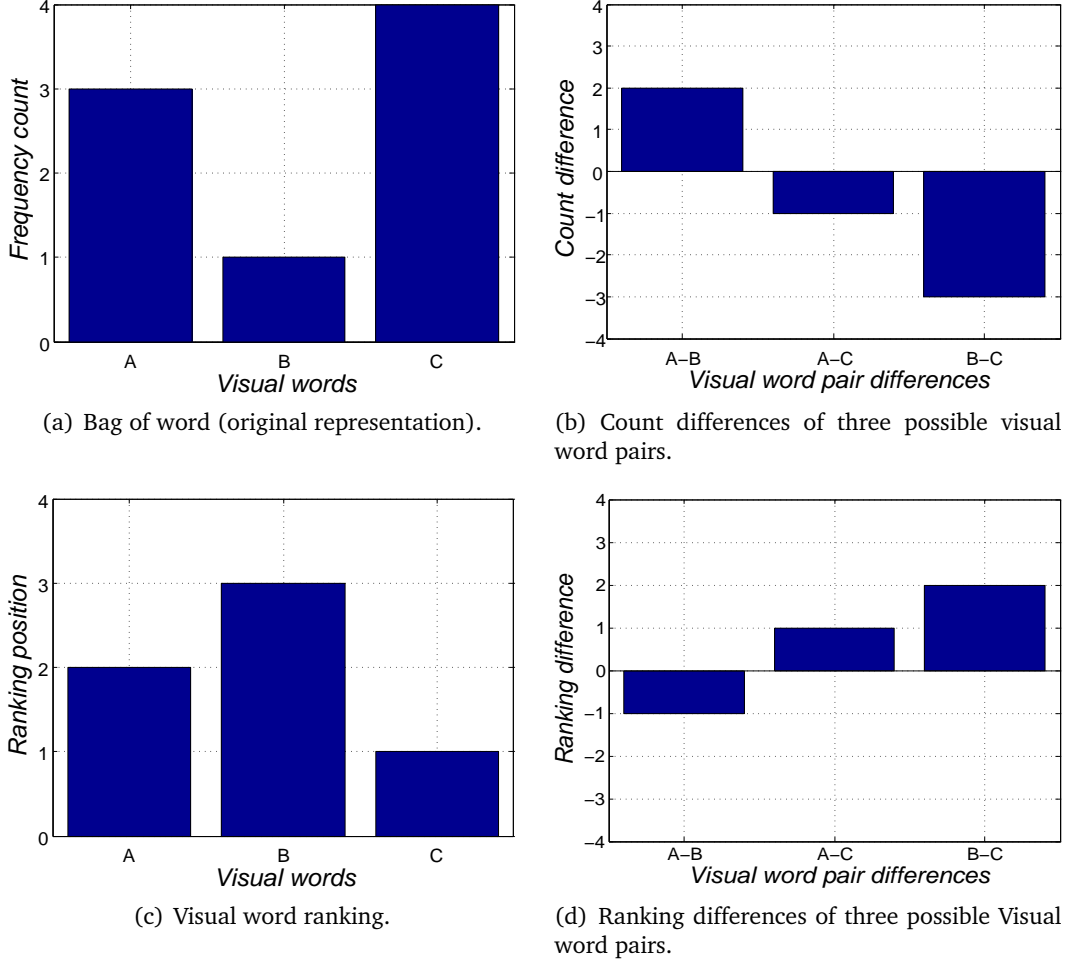 4
3
2
1
0
Frequency count
A B C
Visual words
(a) Bag of word (original representation).
4
3
2
1
0
−1
−2
−3
−4
Count difference
A−B A−C B−C
Visual word pair differences
(b) Count differences of three possible visual
word pairs.
4
3
2
1
0
Ranking position
A B C
Visual words
(c) Visual word ranking.
4
3
2
1
0
−1
−2
−3
−4
Ranking difference
A−B A−C B−C
Visual word pair differences
(d) Ranking differences of three possible Visual
word pairs.